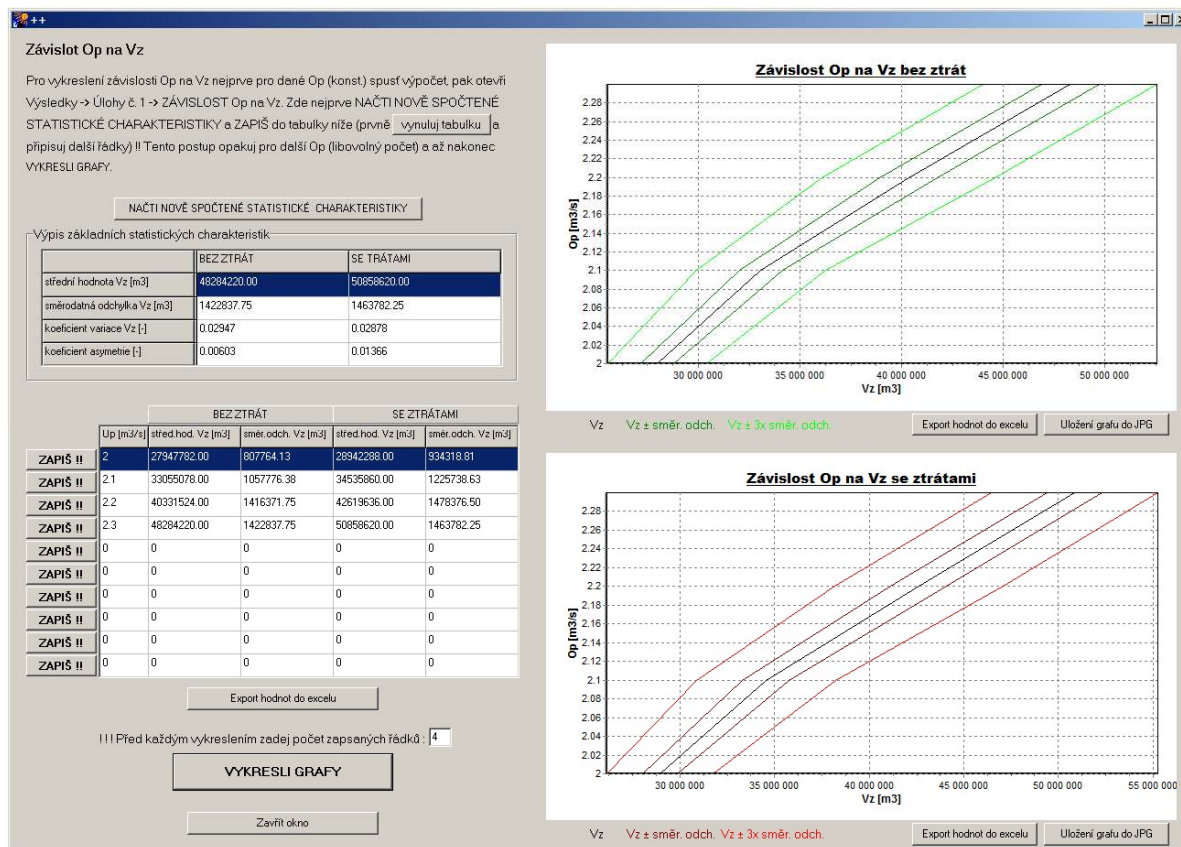 ++
Závislot Op na Vz
Pro vykreslení závislosti Op na Vz nejprve pro dané Op (konst.) spusť výpočet, pak otevři
Výsledky -> Úlohy č. 1 -> ZÁVISLOST Op na Vz. Zde nejprve NAČTI NOVĚ SPOČTENÉ
STATISTICKÉ CHARAKTERISTIKY a ZAPIŠ do tabulky níže (prvně vynuluj tabulku a
připisuj další řádky) !! Tento postup opakuj pro další Op (libovolný počet) a až nakonec
VYKRESLI GRAFY.
NAČTI NOVĚ SPOČTENÉ STATISTICKÉ CHARAKTERISTIKY
Výpis základních statistických charakteristik
BEZ ZTRÁT SE TRÁTAMI
střední hodnota Vz [m3] 48284220.00 50858620.00
směrodatná odchylka Vz [m3] 1422837.75 1463782.25
koeficient variace Vz [-] 0.02947 0.02878
koeficient asymetrie [-] 0.00603 0.01366
BEZ ZTRÁT SE ZTRÁTAMI
Up [m3/s] střed.hod. Vz [m3] směr.odch. Vz [m3] střed.hod. Vz [m3] směr.odch. Vz [m3]
ZAPIŠ !! 2 27947782.00 807764.13 28942288.00 934318.81
ZAPIŠ !! 2.1 33055078.00 1057776.38 34535860.00 1225738.63
ZAPIŠ !! 2.2 40331524.00 1416371.75 42619636.00 1478376.50
ZAPIŠ !! 2.3 48284220.00 1422837.75 50858620.00 1463782.25
ZAPIŠ !! 0 0 0 0 0
ZAPIŠ !! 0 0 0 0 0
ZAPIŠ !! 0 0 0 0 0
ZAPIŠ !! 0 0 0 0 0
ZAPIŠ !! 0 0 0 0 0
ZAPIŠ !! 0 0 0 0 0
Export hodnot do excelu
!!! Před každým vykreslením zadej počet zapsaných řádků : 4
VYKRESLI GRAFY
Zavřít okno
Závislost Op na Vz bez ztrát
Op [m3/s]
2.28
2.26
2.24
2.22
2.2
2.18
2.16
2.14
2.12
2.1
2.08
2.06
2.04
2.02
2
30 000 000 35 000 000 40 000 000 45 000 000 50 000 000
Vz [m3]
Vz Vz ± směr. odch. Vz ± 3x směr. odch.
Export hodnot do excelu Uložení grafu do JPG
Závislost Op na Vz se ztrátami
Op [m3/s]
2.28
2.26
2.24
2.22
2.2
2.18
2.16
2.14
2.12
2.1
2.08
2.06
2.04
2.02
2
30 000 000 35 000 000 40 000 000 45 000 000 50 000 000 55 000 000
Vz [m3]
Vz Vz ± směr. odch. Vz ± 3x směr. odch.
Export hodnot do excelu Uložení grafu do JPG